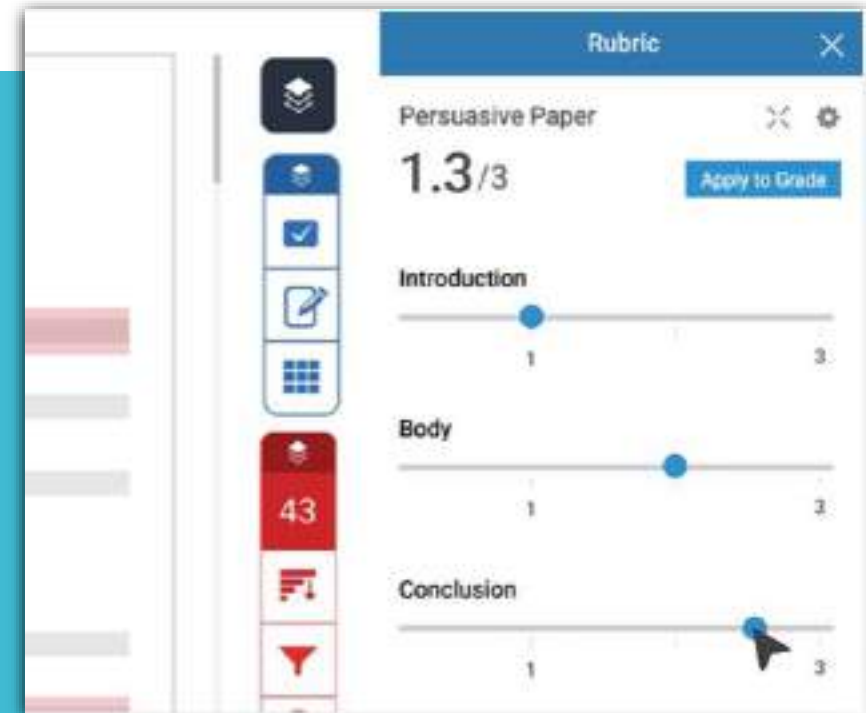 Rubric
Persuasive Paper
1.3/3
Apply to Grade
Introduction
1 3
Body
1 3
43
Conclusion
1 3